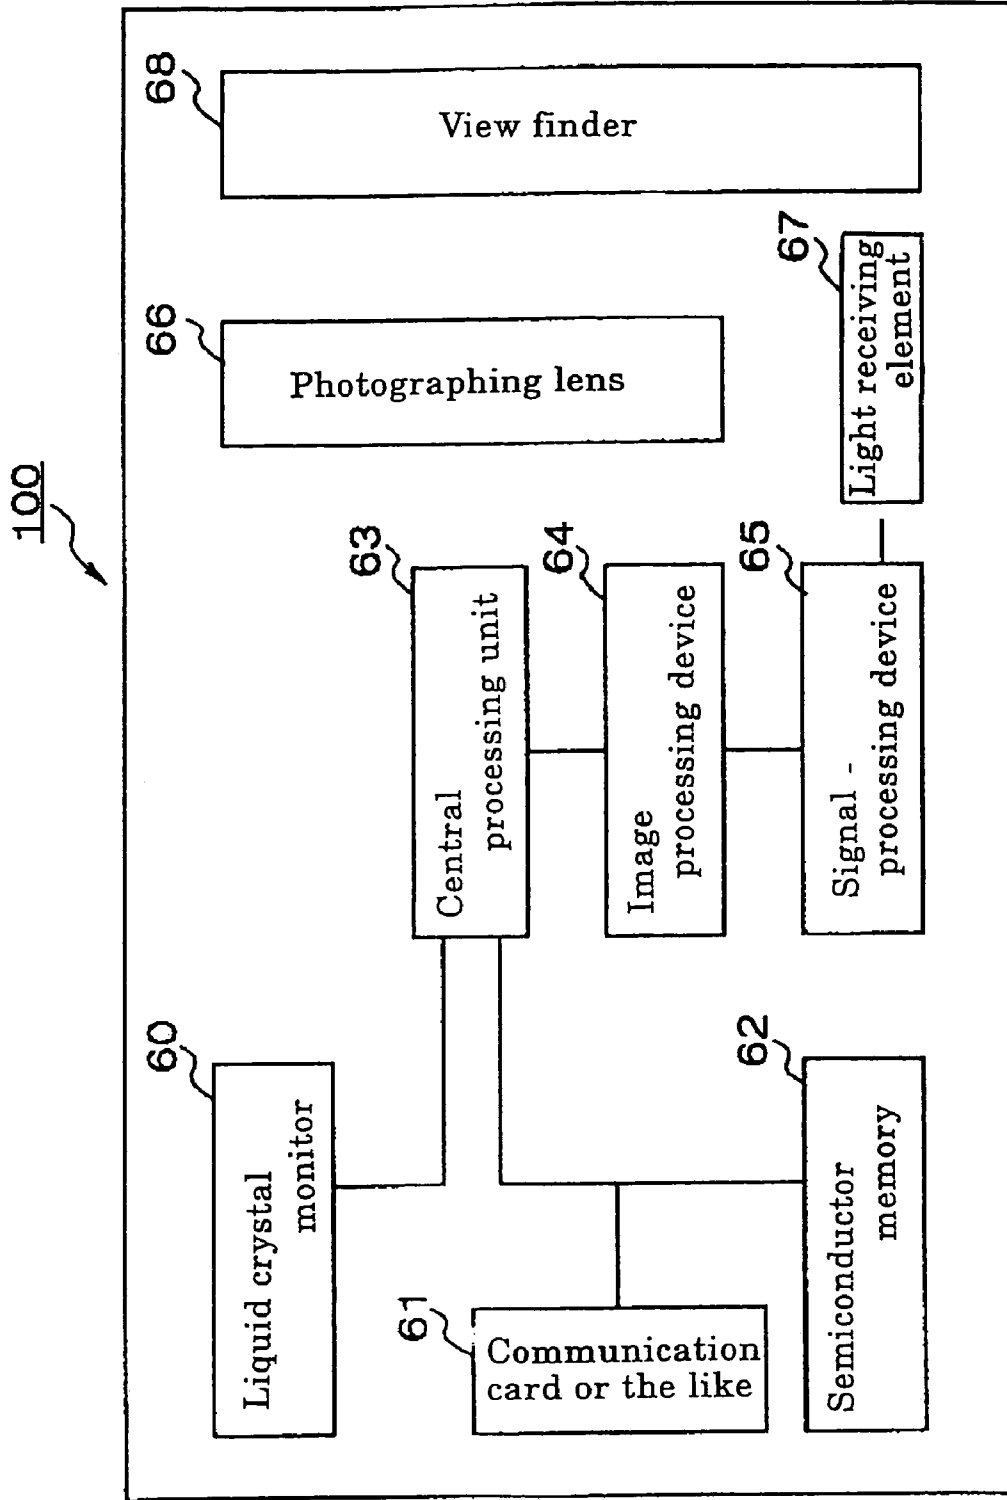 100
68
View finder
66
Photographing lens
67
Light receiving
element
63
Central
processing unit
64
Image
processing device
65
Signal -
processing device
60
Liquid crystal
monitor
61
Communication
card or the like
62
Semiconductor
memory